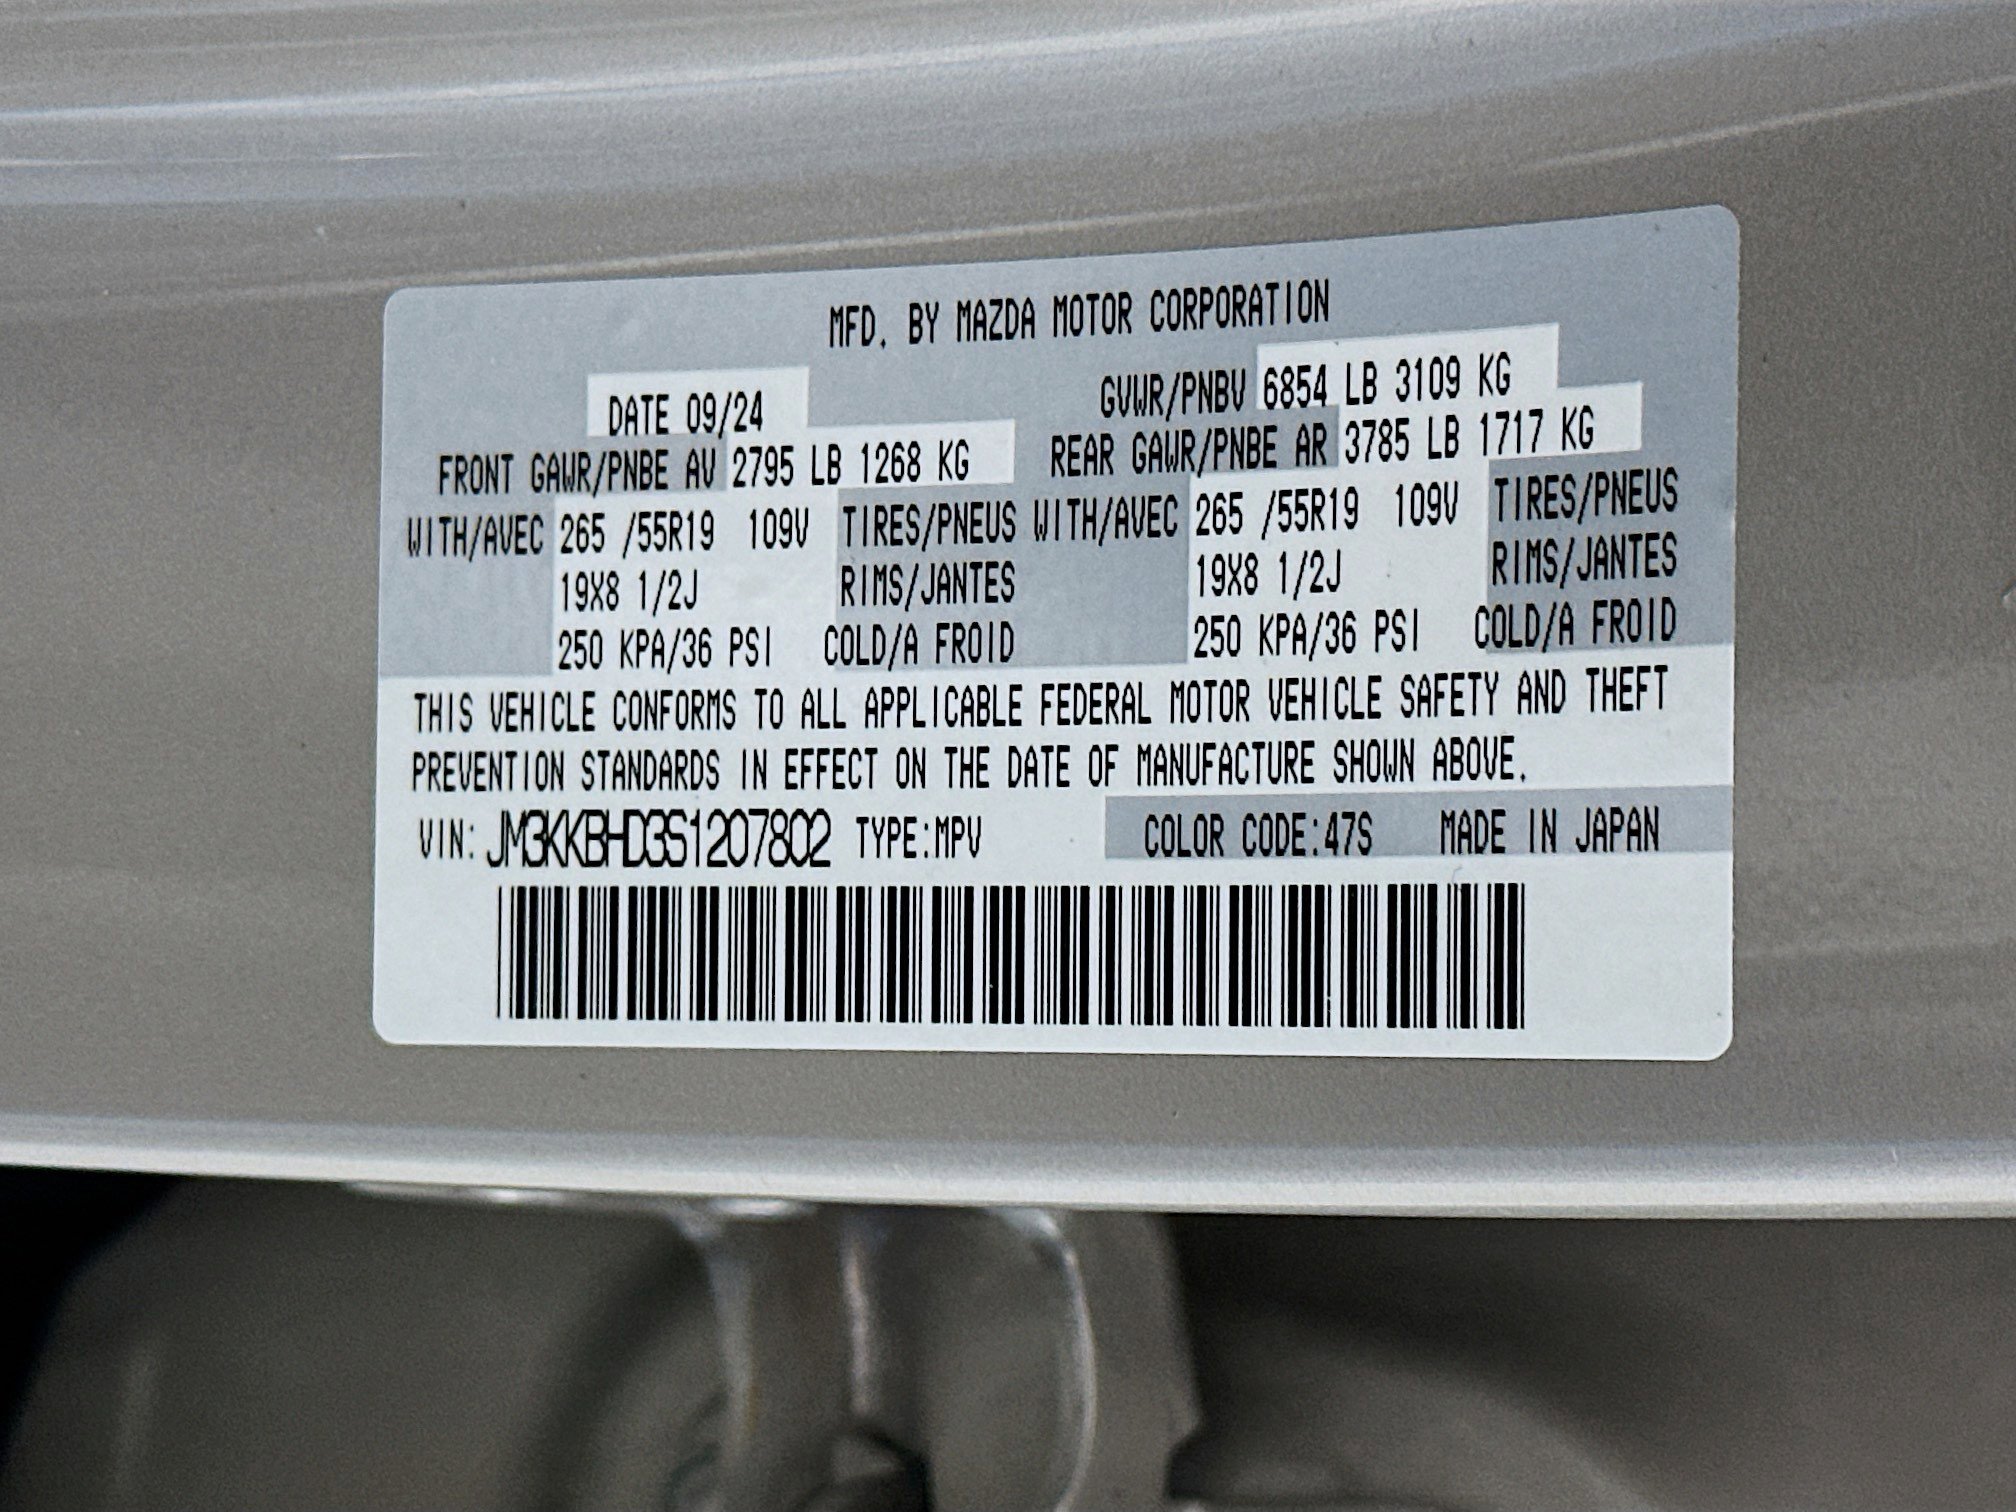 MFD. BY MAZDA MOTOR CORPORATION
DATE 09/24 GVWR/PNBV 6854 LB 3109 KG
FRONT GAWR/PNBE AV 2795 LB 1268 KG REAR GAWR/PNBE AR 3785 LB 1717 KG
WITH/AVEC 265 /55R19 109V TIRES/PNEUS WITH/AVEC 265 /55R19 109V TIRES/PNEUS
19X8 1/2J RIMS/JANTES 19X8 1/2J RIMS/JANTES
250 KPA/36 PSI COLD/A FROID 250 KPA/36 PSI COLD/A FROID
THIS VEHICLE CONFORMS TO ALL APPLICABLE FEDERAL MOTOR VEHICLE SAFETY AND THEFT
PREVENTION STANDARDS IN EFFECT ON THE DATE OF MANUFACTURE SHOWN ABOVE.
VIN: JM3KKBHD3S1207802 TYPE:MPV COLOR CODE:47S MADE IN JAPAN